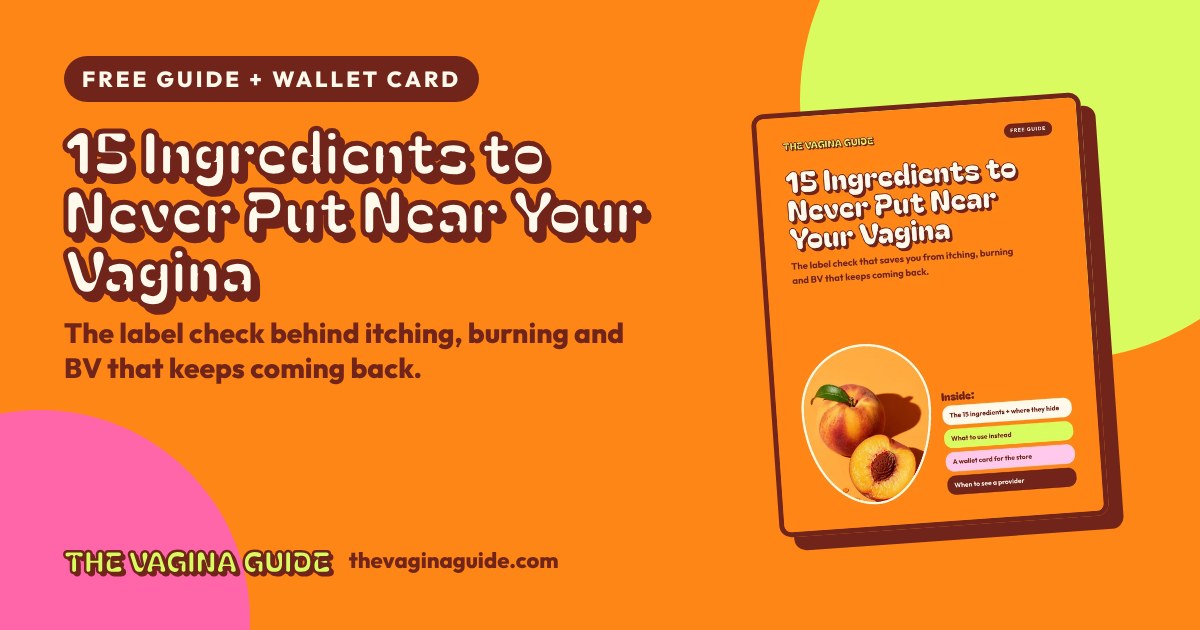 FREE GUIDE + WALLET CARD
15 Ingredients to
Never Put Near Your
Vagina
The label check behind itching, burning and
BV that keeps coming back.
THE VAGINA GUIDE
thevaginaguide.com
THE VAGINA GUIDE
FREE GUIDE
15 Ingredients to
Never Put Near
Your Vagina
The label check that saves you from itching, burning
and BV that keeps coming back.
Inside:
The 15 ingredients + where they hide
What to use instead
A wallet card for the store
When to see a provider